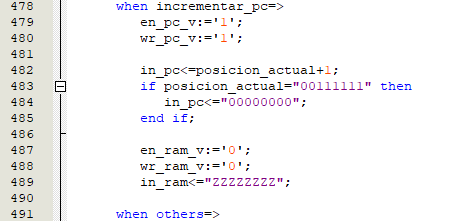 478 when incrementar_pc=>
479 en_pc_v:='1';
480 wr_pc_v:='1';
481
482 in_pc<=posicion_actual+1;
483 if posicion_actual="00111111" then
484 in_pc<="00000000";
485 end if;
486
487 en_ram_v:='0';
488 wr_ram_v:='0';
489 in_ram<="ZZZZZZZZ";
490
491 when others=>